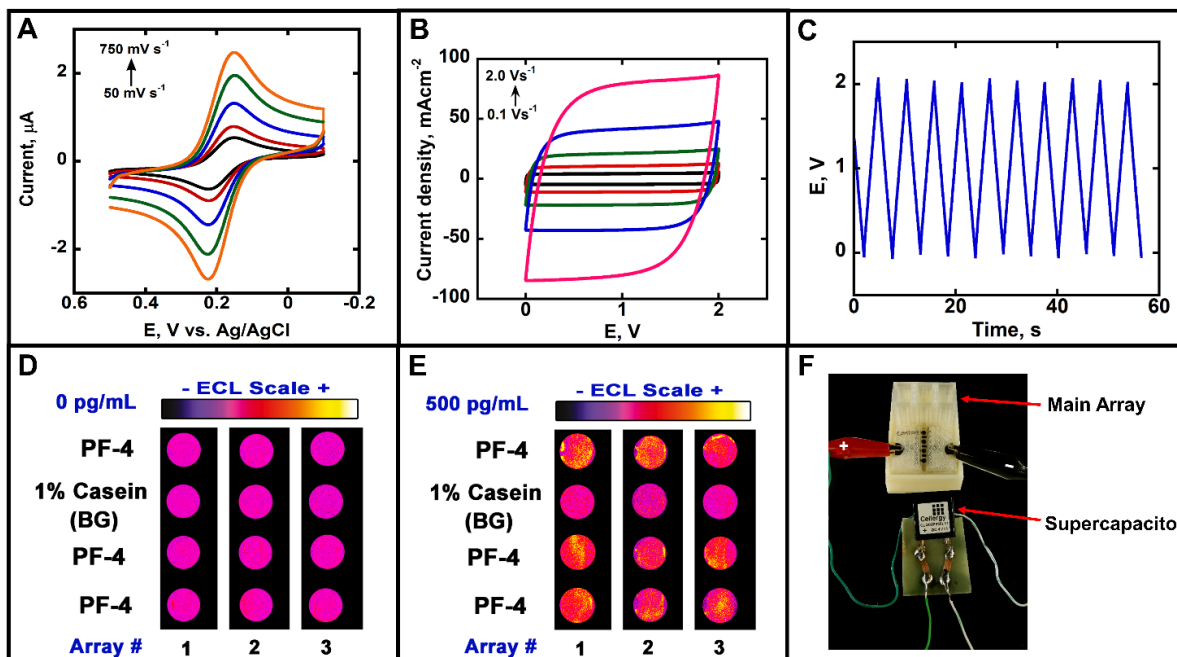 A
750 mV s⁻¹
50 mV s⁻¹
Current, µA
2
0
-2
0.6
0.4
0.2
0
-0.2
E, V vs. Ag/AgCl
B
2.0 Vs⁻¹
0.1 Vs⁻¹
Current density, mAcm⁻²
100
50
0
-50
-100
0
1
2
E, V
C
E, V
2
1
0
0
20
40
60
Time, s
D
- ECL Scale +
0 pg/mL
PF-4
1% Casein
(BG)
PF-4
PF-4
Array #
1
2
3
E
- ECL Scale +
500 pg/mL
PF-4
1% Casein
(BG)
PF-4
PF-4
Array #
1
2
3
F
Main Array
+
-
Cellergy
Supercapacito